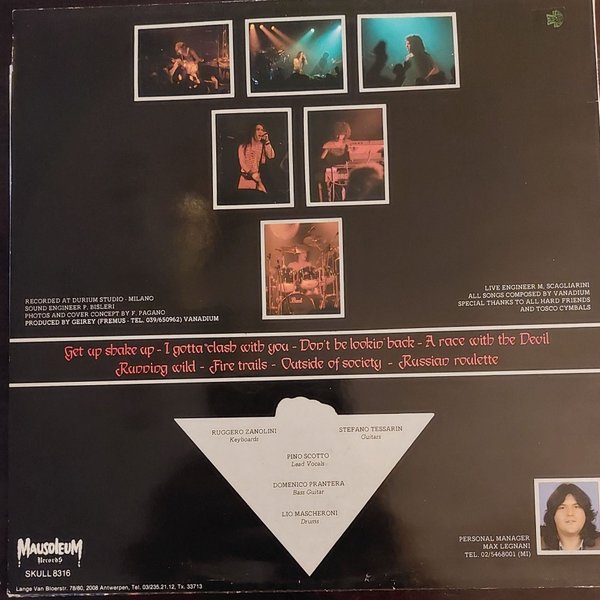 RECORDED AT DURIUM STUDIO - MILANO
SOUND ENGINEER P. BISLERI
PHOTOS AND COVER CONCEPT BY F. PAGANO
PRODUCED BY GEIREY (FREMUS - TEL. 039/650962) VANADIUM
LIVE ENGINEER M. SCAGLIARINI
ALL SONGS COMPOSED BY VANADIUM
SPECIAL THANKS TO ALL HARD FRIENDS
AND TOSCO CYMBALS
Get up shake up - I gotta clash with you - Don't be lookin' back - A race with the Devil
Running wild - Fire trails - Outside of society - Russian roulette
RUGGERO ZANOLINI
Keyboards
STEFANO TESSARIN
Guitars
PINO SCOTTO
Lead Vocals
DOMENICO PRANTERA
Bass Guitar
LIO MASCHERONI
Drums
PERSONAL MANAGER
MAX LEGNANI
TEL. 02/5468001 (MI)
MAUSOLEUM
Records
SKULL 8316
Lange Van Bloerstr. 78/80, 2008 Antwerpen, Tel. 03/235.21.12, Tx. 33713